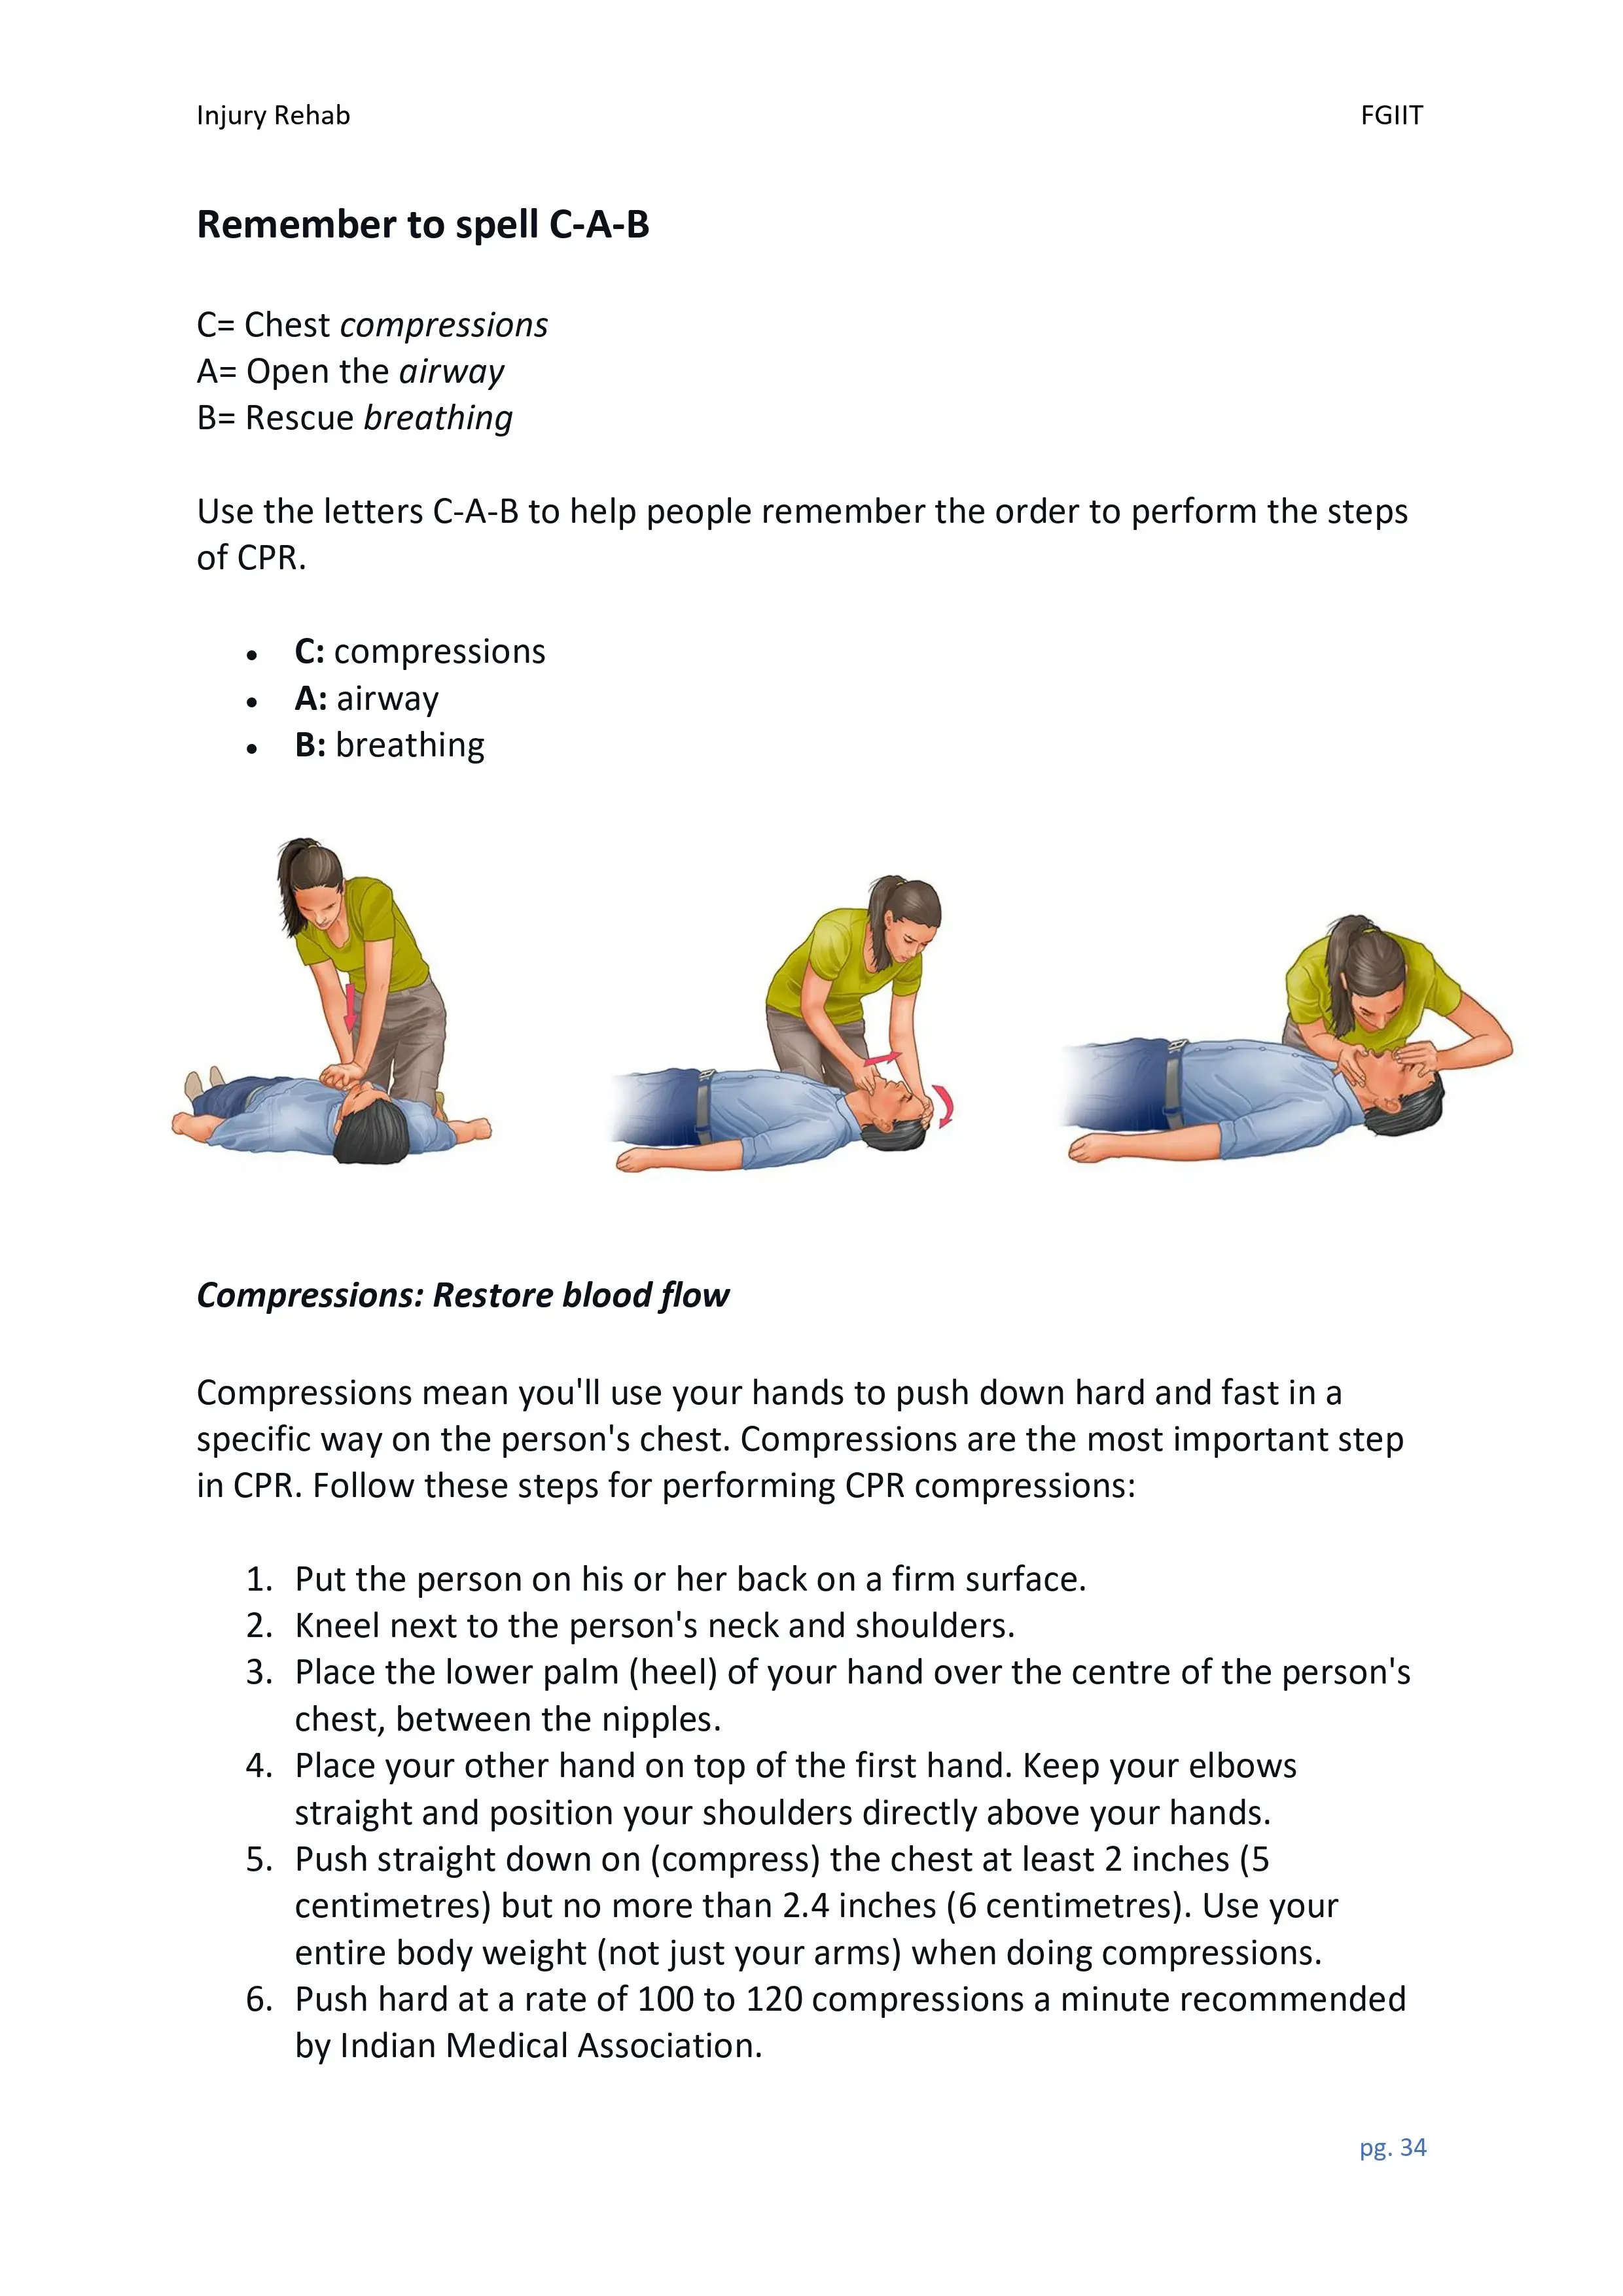 Injury Rehab FGIIT
Remember to spell C-A-B
C= Chest compressions
A= Open the airway
B= Rescue breathing
Use the letters C-A-B to help people remember the order to perform the steps
of CPR.
• C: compressions
• A: airway
• B: breathing
Compressions: Restore blood flow
Compressions mean you'll use your hands to push down hard and fast in a
specific way on the person's chest. Compressions are the most important step
in CPR. Follow these steps for performing CPR compressions:
1. Put the person on his or her back on a firm surface.
2. Kneel next to the person's neck and shoulders.
3. Place the lower palm (heel) of your hand over the centre of the person's
chest, between the nipples.
4. Place your other hand on top of the first hand. Keep your elbows
straight and position your shoulders directly above your hands.
5. Push straight down on (compress) the chest at least 2 inches (5
centimetres) but no more than 2.4 inches (6 centimetres). Use your
entire body weight (not just your arms) when doing compressions.
6. Push hard at a rate of 100 to 120 compressions a minute recommended
by Indian Medical Association.
pg. 34